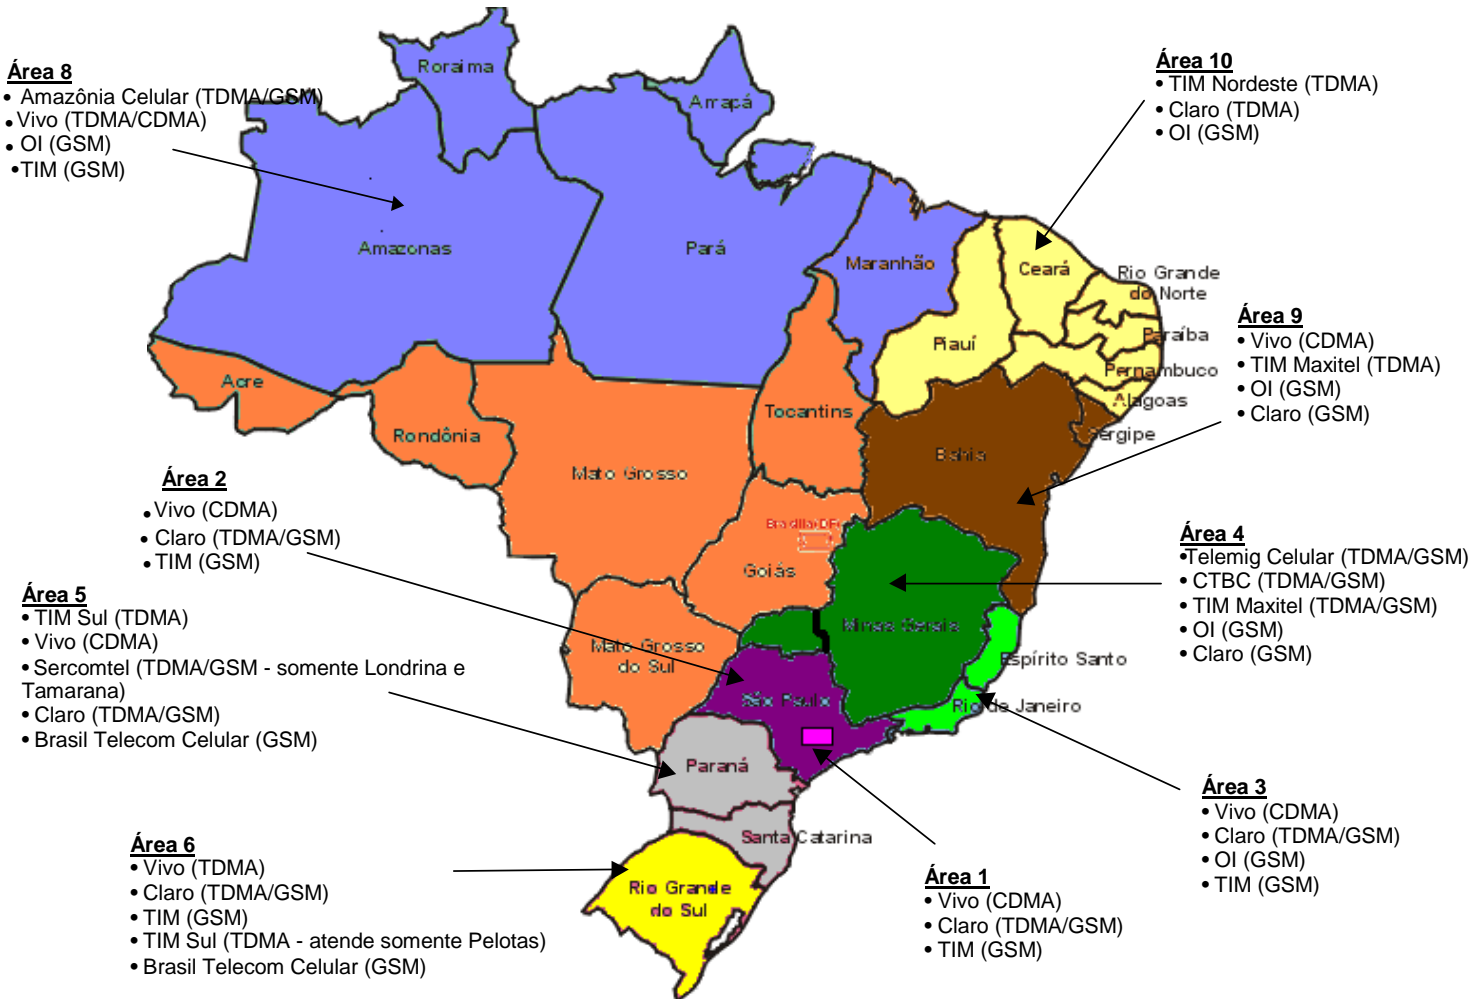 Área 8
• Amazônia Celular (TDMA/GSM)
• Vivo (TDMA/CDMA)
• OI (GSM)
•TIM (GSM)
Área 10
• TIM Nordeste (TDMA)
• Claro (TDMA)
• OI (GSM)
Roraima
Amapá
Amazonas
Pará
Maranhão
Ceará
Rio Grande
do Norte
Piauí
Paraíba
Pernambuco
Alagoas
Sergipe
Acre
Rondônia
Tocantins
Mato Grosso
Bahia
Brasília(DF)
Goiás
Minas Gerais
Mato Grosso
do Sul
Espírito Santo
São Paulo
Rio de Janeiro
Paraná
Santa Catarina
Rio Grande
do Sul
Área 9
• Vivo (CDMA)
• TIM Maxitel (TDMA)
• OI (GSM)
• Claro (GSM)
Área 2
• Vivo (CDMA)
• Claro (TDMA/GSM)
• TIM (GSM)
Área 4
•Telemig Celular (TDMA/GSM)
• CTBC (TDMA/GSM)
• TIM Maxitel (TDMA/GSM)
• OI (GSM)
• Claro (GSM)
Área 5
• TIM Sul (TDMA)
• Vivo (CDMA)
• Sercomtel (TDMA/GSM - somente Londrina e
Tamarana)
• Claro (TDMA/GSM)
• Brasil Telecom Celular (GSM)
Área 3
• Vivo (CDMA)
• Claro (TDMA/GSM)
• OI (GSM)
• TIM (GSM)
Área 6
• Vivo (TDMA)
• Claro (TDMA/GSM)
• TIM (GSM)
• TIM Sul (TDMA - atende somente Pelotas)
• Brasil Telecom Celular (GSM)
Área 1
• Vivo (CDMA)
• Claro (TDMA/GSM)
• TIM (GSM)